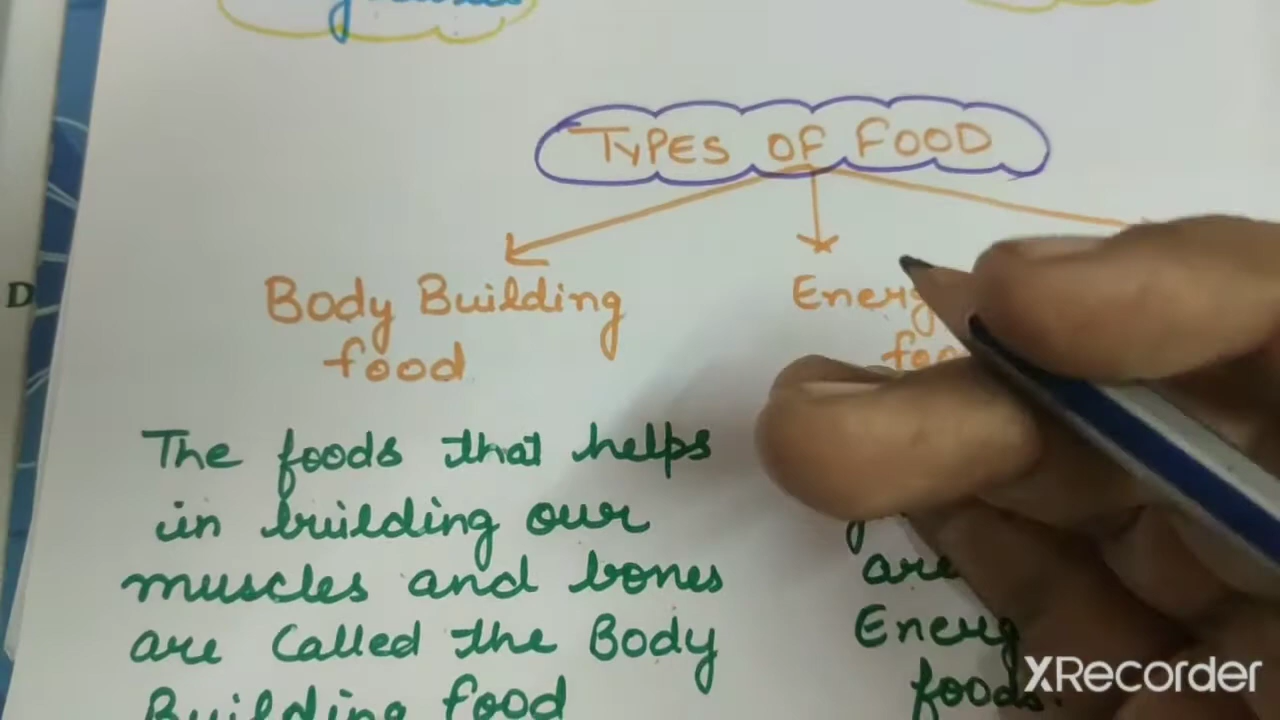 TYPES OF FOOD
Body Building
food
The foods that helps
in building our
muscles and bones
are called the Body
Building food
are
foods.
D
XRecorder